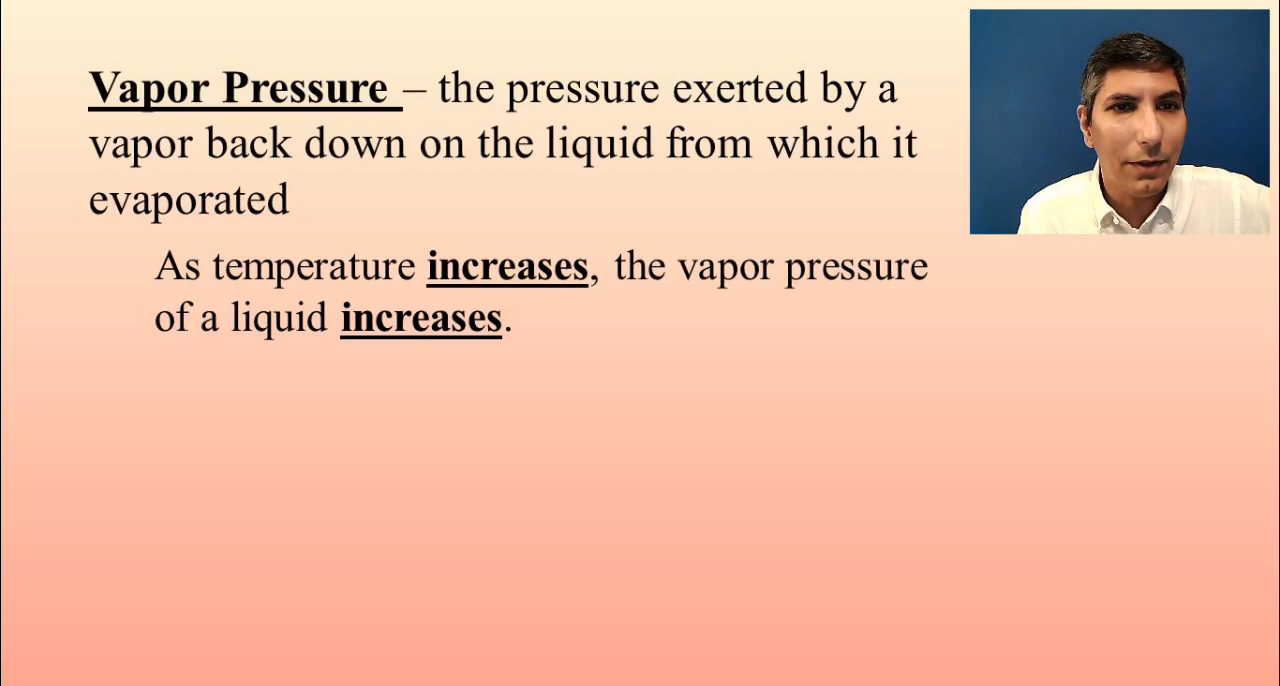 Vapor Pressure – the pressure exerted by a
vapor back down on the liquid from which it
evaporated
As temperature increases, the vapor pressure
of a liquid increases.